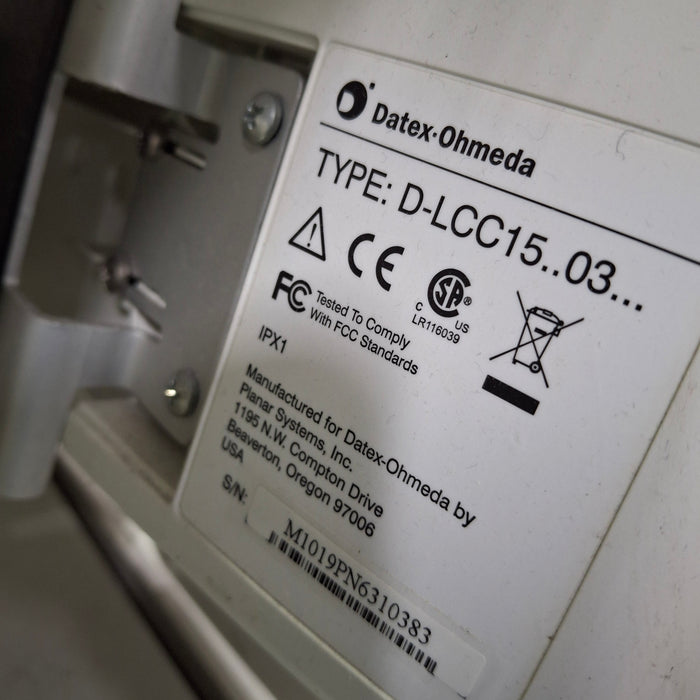 Datex-Ohmeda
TYPE: D-LCC15..03...
CE
SA®
C US
LR116039
FC Tested To Comply
With FCC Standards
IPX1
Manufactured for Datex-Ohmeda by
Planar Systems, Inc.
1195 N.W. Compton Drive
Beaverton, Oregon 97006
USA
S/N:
M1019PN6310383